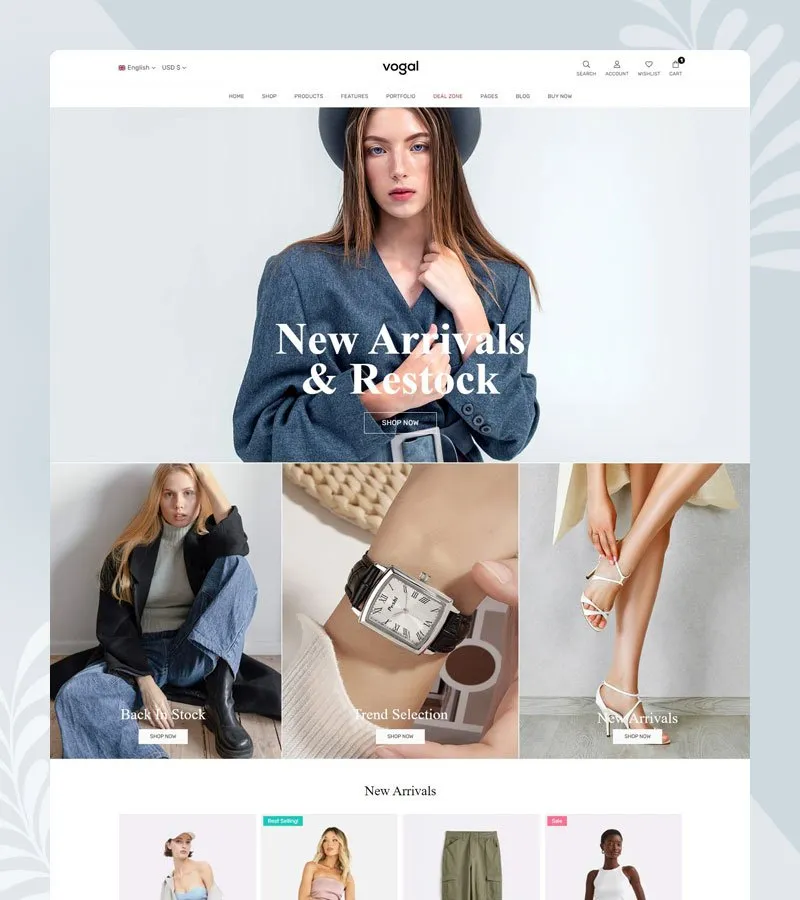 English
USD $
vogal
SEARCH
ACCOUNT
WISHLIST
CART
HOME
SHOP
PRODUCTS
FEATURES
PORTFOLIO
DEAL ZONE
PAGES
BLOG
BUY NOW
New Arrivals
& Restock
SHOP NOW
Back In Stock
SHOP NOW
Trend Selection
SHOP NOW
New Arrivals
SHOP NOW
New Arrivals
Best Selling!
Sale